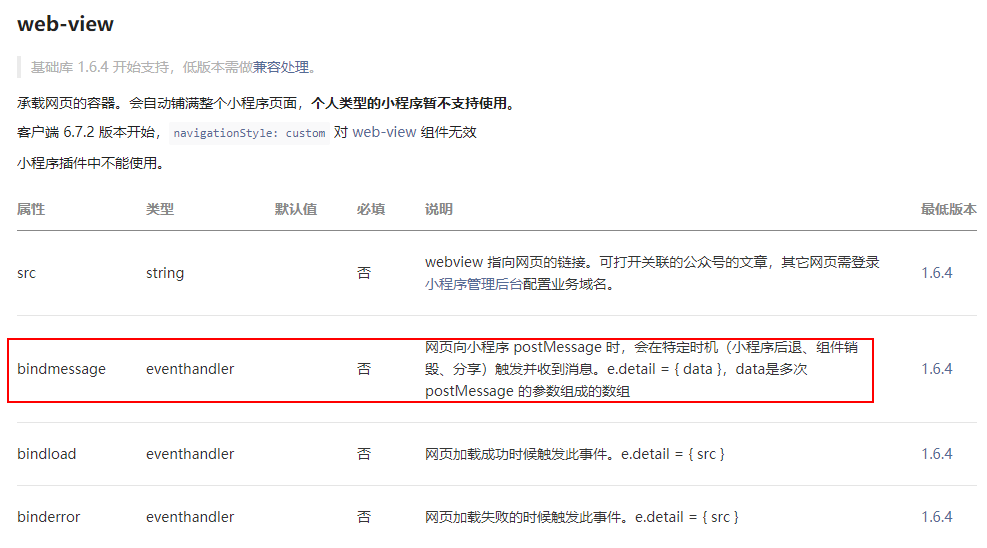 web-view
基础库 1.6.4 开始支持，低版本需做兼容处理。
承载网页的容器。会自动铺满整个小程序页面，个人类型的小程序暂不支持使用。
客户端 6.7.2 版本开始，navigationStyle: custom 对 web-view 组件无效
小程序插件中不能使用。
属性 类型 默认值 必填 说明 最低版本
src string 否 webview 指向网页的链接。可打开关联的公众号的文章，其它网页需登录 1.6.4
小程序管理后台配置业务域名。
网页向小程序 postMessage 时，会在特定时机（小程序后退、组件销
bindmessage eventhandler 否 毁、分享）触发并收到消息。e.detail = { data }，data是多次 1.6.4
postMessage 的参数组成的数组
bindload eventhandler 否 网页加载成功时候触发此事件。e.detail = { src } 1.6.4
binderror eventhandler 否 网页加载失败的时候触发此事件。e.detail = { src } 1.6.4